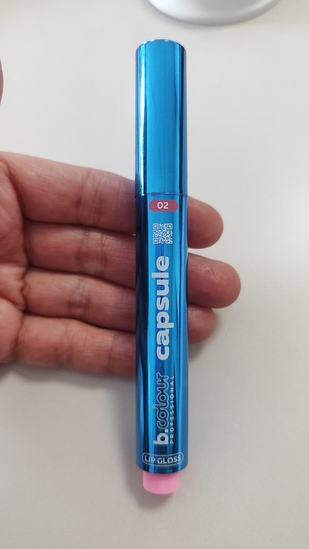 02
capsule
b.colour
PROFESSIONAL
LIP GLOSS